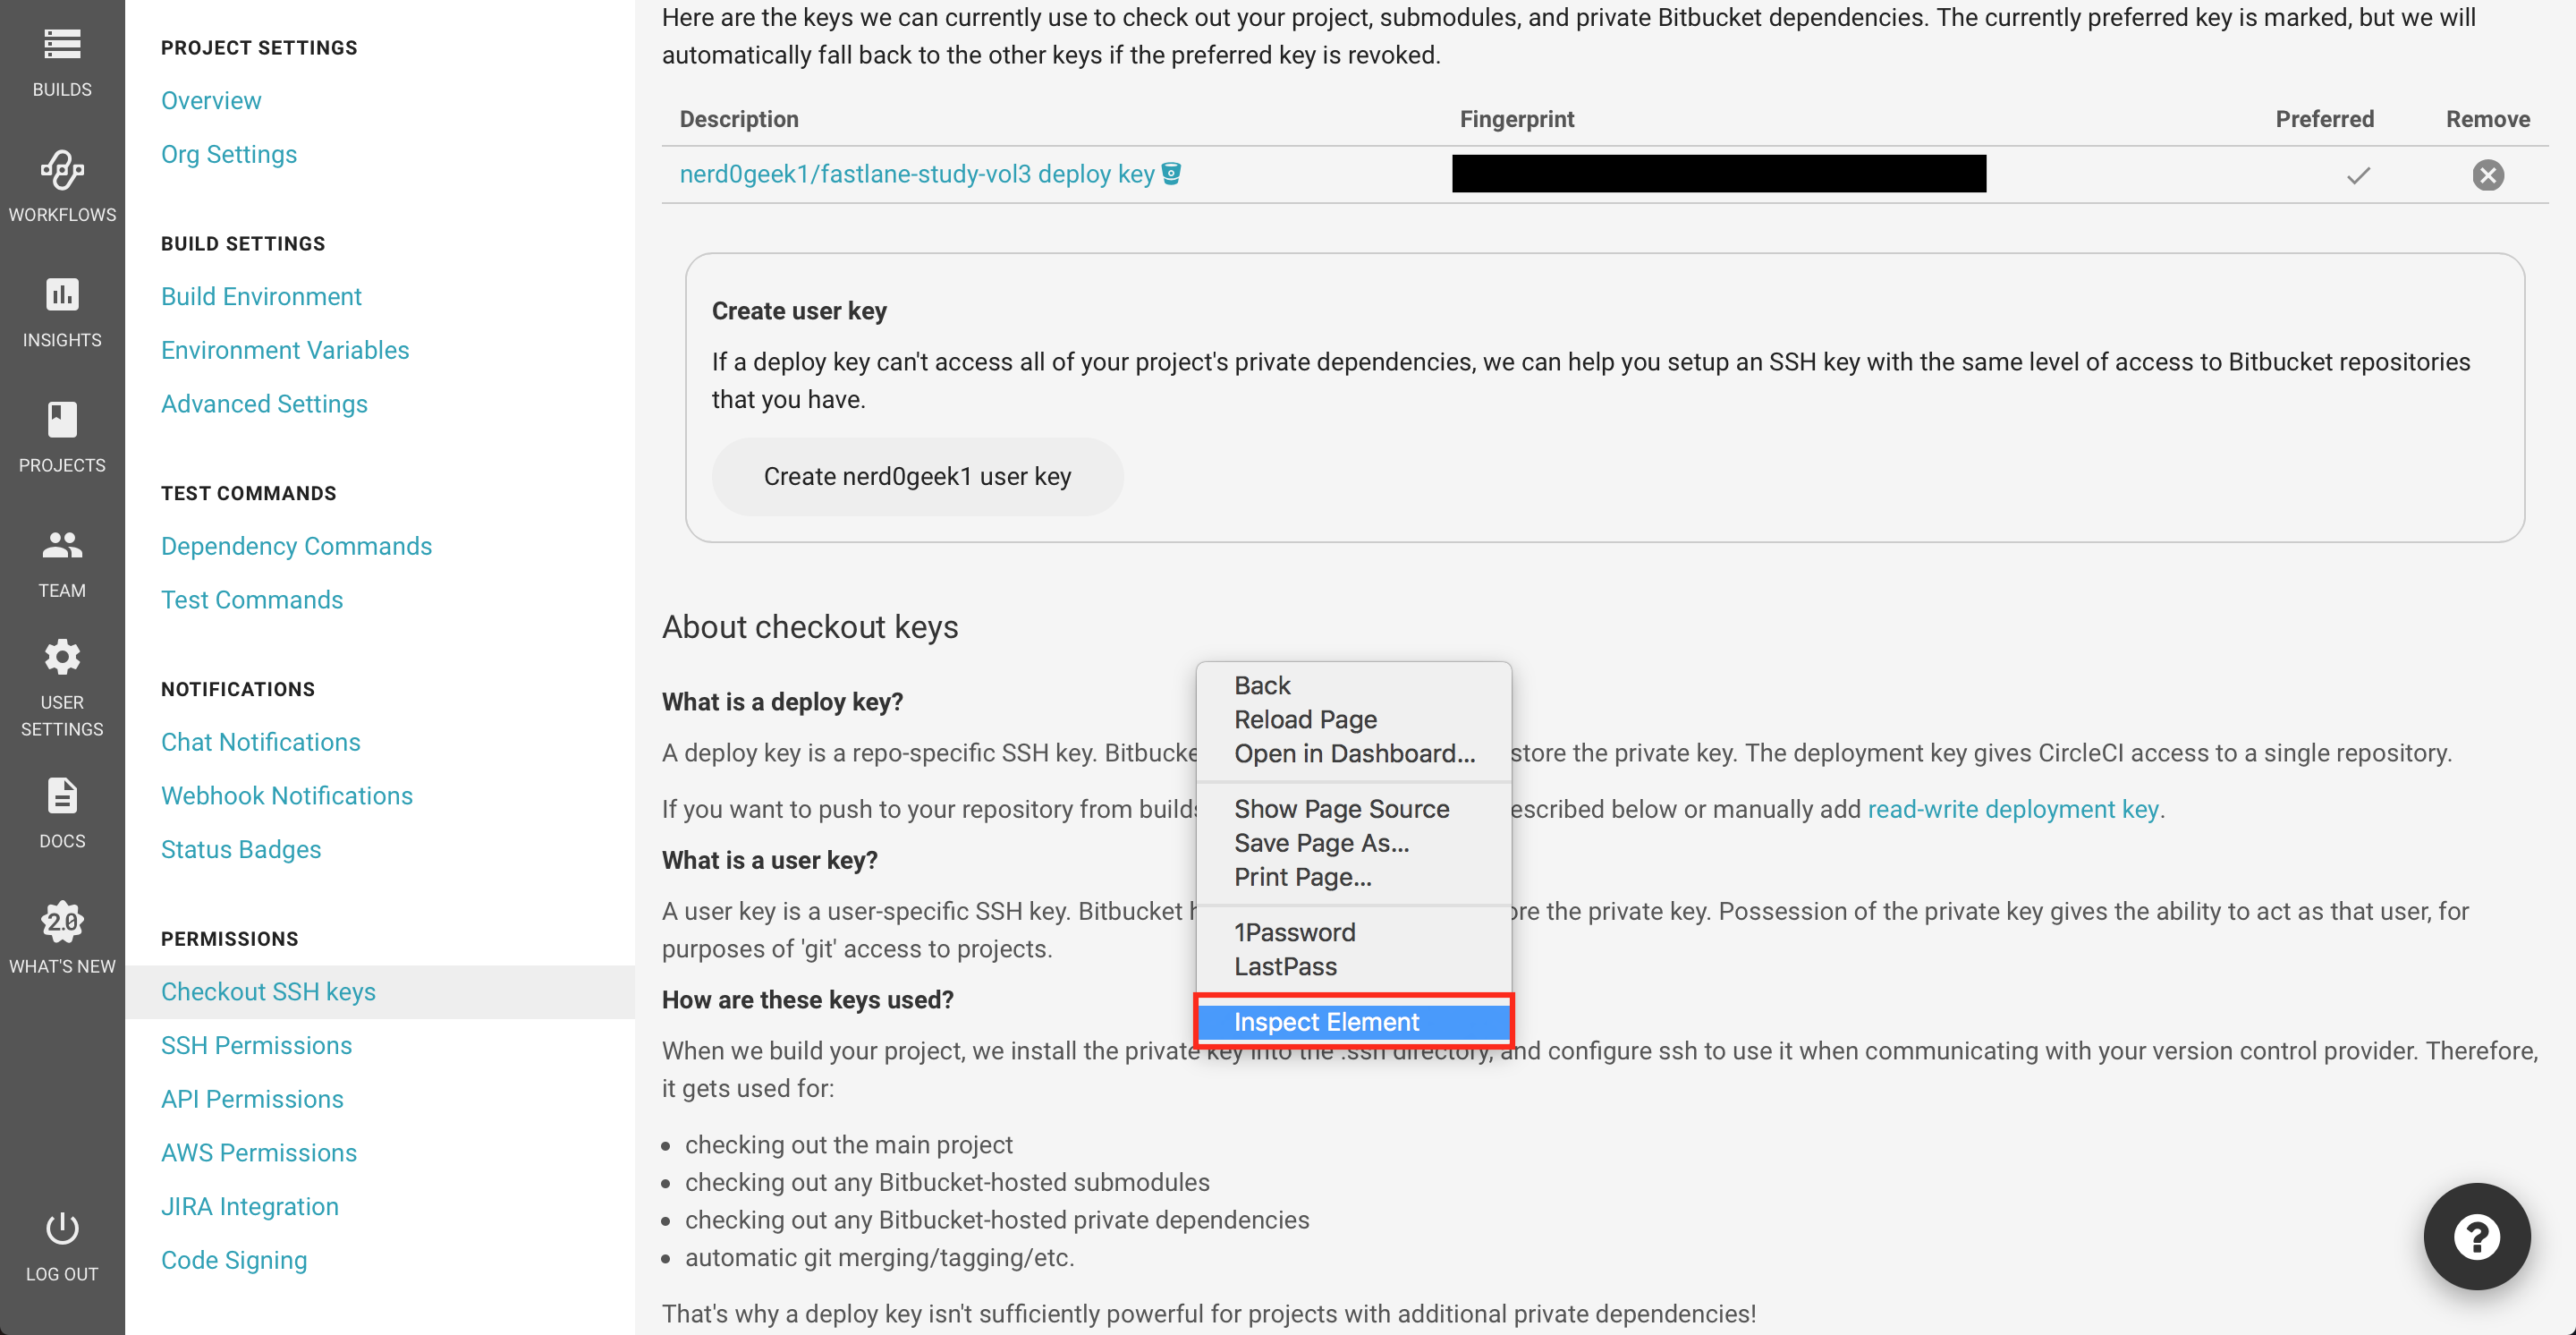 BUILDS
WORKFLOWS
INSIGHTS
PROJECTS
TEAM
USER
SETTINGS
DOCS
2.0
WHAT'S NEW
LOG OUT
PROJECT SETTINGS
Overview
Org Settings
BUILD SETTINGS
Build Environment
Environment Variables
Advanced Settings
TEST COMMANDS
Dependency Commands
Test Commands
NOTIFICATIONS
Chat Notifications
Webhook Notifications
Status Badges
PERMISSIONS
Checkout SSH keys
SSH Permissions
API Permissions
AWS Permissions
JIRA Integration
Code Signing
Here are the keys we can currently use to check out your project, submodules, and private Bitbucket dependencies. The currently preferred key is marked, but we will
automatically fall back to the other keys if the preferred key is revoked.
Description Fingerprint Preferred Remove
nerd0geek1/fastlane-study-vol3 deploy key
Create user key
If a deploy key can't access all of your project's private dependencies, we can help you setup an SSH key with the same level of access to Bitbucket repositories
that you have.
Create nerd0geek1 user key
About checkout keys
What is a deploy key?
A deploy key is a repo-specific SSH key. Bitbucke store the private key. The deployment key gives CircleCI access to a single repository.
If you want to push to your repository from builds escribed below or manually add read-write deployment key.
What is a user key?
A user key is a user-specific SSH key. Bitbucket h ore the private key. Possession of the private key gives the ability to act as that user, for
purposes of 'git' access to projects.
How are these keys used?
When we build your project, we install the private key into the .ssh directory, and configure ssh to use it when communicating with your version control provider. Therefore,
it gets used for:
• checking out the main project
• checking out any Bitbucket-hosted submodules
• checking out any Bitbucket-hosted private dependencies
• automatic git merging/tagging/etc.
That's why a deploy key isn't sufficiently powerful for projects with additional private dependencies!
Back
Reload Page
Open in Dashboard...
Show Page Source
Save Page As...
Print Page...
1Password
LastPass
Inspect Element
?